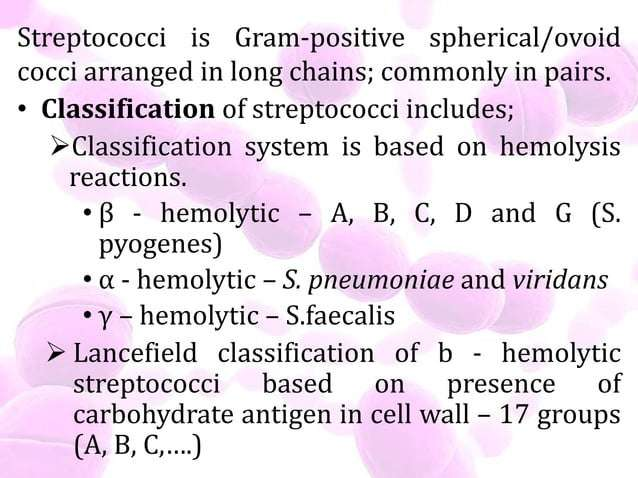 Streptococci is Gram-positive spherical/ovoid
cocci arranged in long chains; commonly in pairs.
• Classification of streptococci includes;
➢Classification system is based on hemolysis
reactions.
• β - hemolytic – A, B, C, D and G (S.
pyogenes)
• α - hemolytic – S. pneumoniae and viridans
• γ – hemolytic – S.faecalis
➢ Lancefield classification of b - hemolytic
streptococci based on presence of
carbohydrate antigen in cell wall – 17 groups
(A, B, C,….)